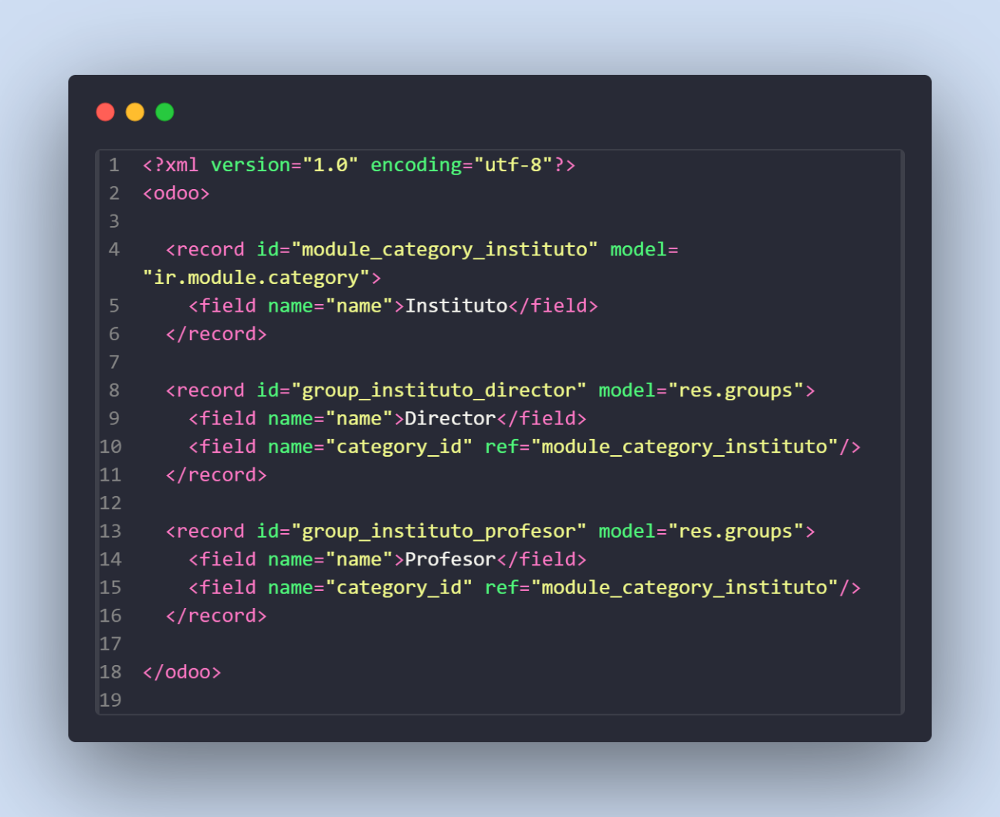 1 <?xml version="1.0" encoding="utf-8"?>
2 <odoo>
3
4   <record id="module_category_instituto" model=
"ir.module.category">
5     <field name="name">Instituto</field>
6   </record>
7
8   <record id="group_instituto_director" model="res.groups">
9     <field name="name">Director</field>
10     <field name="category_id" ref="module_category_instituto"/>
11   </record>
12
13   <record id="group_instituto_profesor" model="res.groups">
14     <field name="name">Profesor</field>
15     <field name="category_id" ref="module_category_instituto"/>
16   </record>
17
18 </odoo>
19